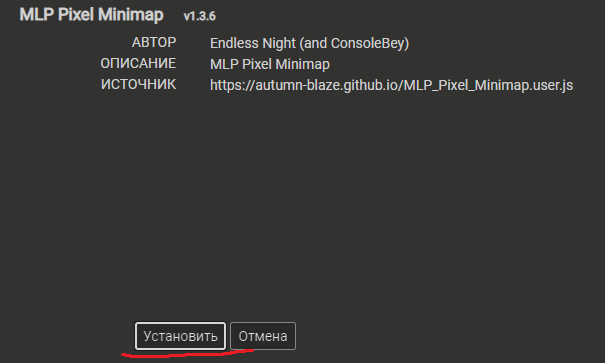 MLP Pixel Minimap v1.3.6
АВТОР Endless Night (and ConsoleBey)
ОПИСАНИЕ MLP Pixel Minimap
ИСТОЧНИК https://autumn-blaze.github.io/MLP_Pixel_Minimap.user.js
Установить Отмена